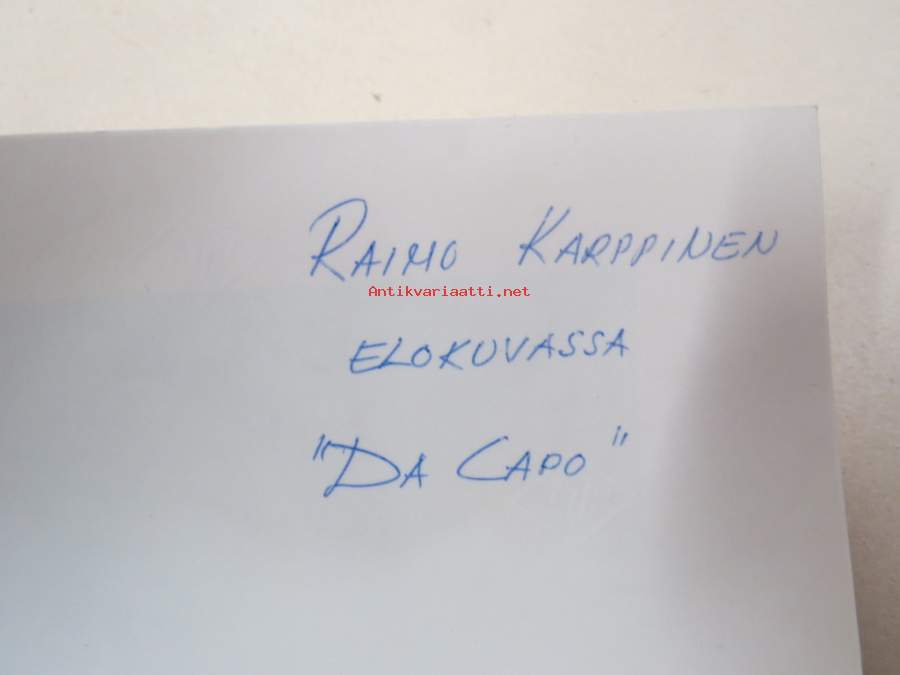 RAIMO KARPPINEN
Antikvariaatti.net
ELOKUVASSA
"DA CAPO"